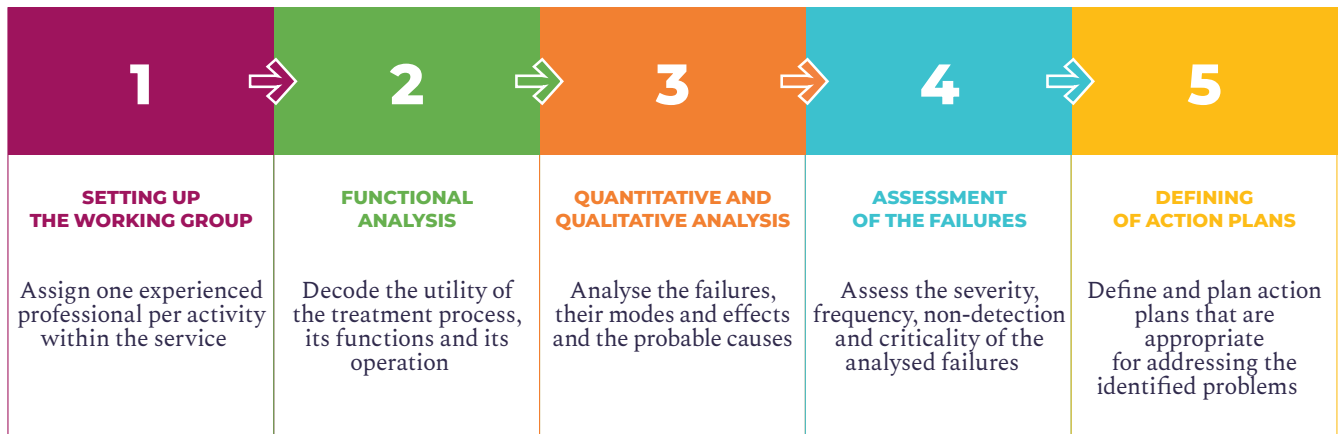 1
2
3
4
5
SETTING UP
THE WORKING GROUP
Assign one experienced
professional per activity
within the service
FUNCTIONAL
ANALYSIS
Decode the utility of
the treatment process,
its functions and its
operation
QUANTITATIVE AND
QUALITATIVE ANALYSIS
Analyse the failures,
their modes and effects
and the probable causes
ASSESSMENT
OF THE FAILURES
Assess the severity,
frequency, non-detection
and criticality of the
analysed failures
DEFINING
OF ACTION PLANS
Define and plan action
plans that are
appropriate
for addressing the
identified problems